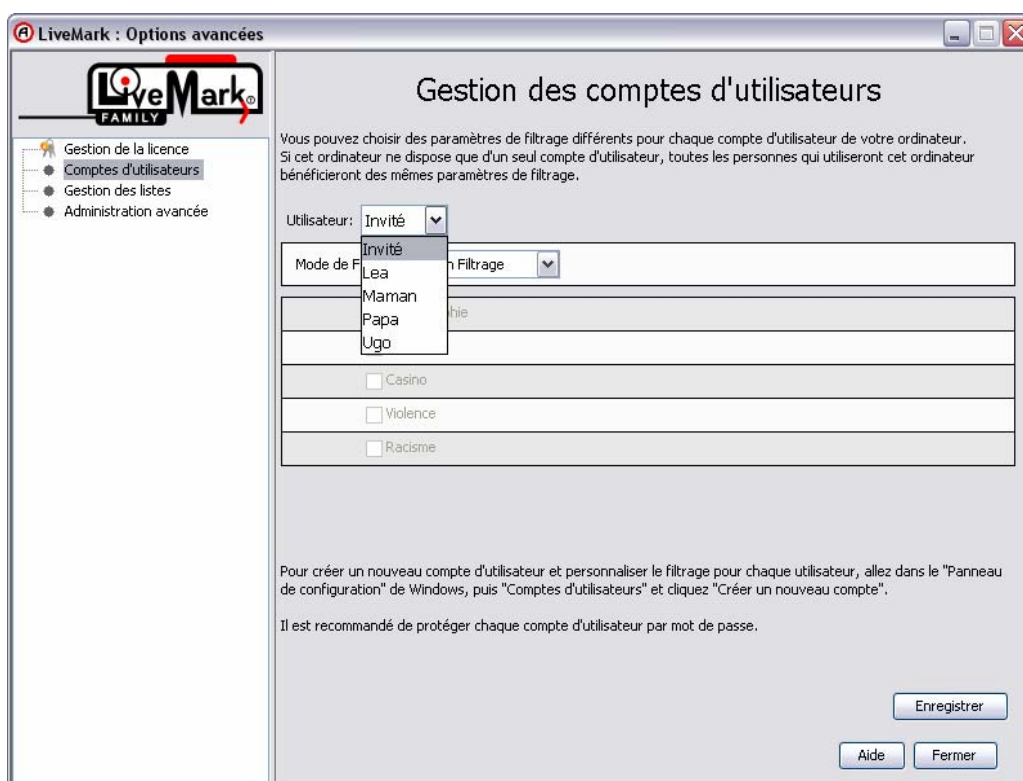 LiveMark : Options avancées
LiveMark®
FAMILY
Gestion de la licence
Comptes d'utilisateurs
Gestion des listes
Administration avancée
Gestion des comptes d'utilisateurs
Vous pouvez choisir des paramètres de filtrage différents pour chaque compte d'utilisateur de votre ordinateur.
Si cet ordinateur ne dispose que d'un seul compte d'utilisateur, toutes les personnes qui utiliseront cet ordinateur
bénéficieront des mêmes paramètres de filtrage.
Utilisateur: Invité
Invité
Lea
Maman
Papa
Ugo
Mode de F
Filtrage
hie
Casino
Violence
Racisme
Pour créer un nouveau compte d'utilisateur et personnaliser le filtrage pour chaque utilisateur, allez dans le "Panneau
de configuration" de Windows, puis "Comptes d'utilisateurs" et cliquez "Créer un nouveau compte".
Il est recommandé de protéger chaque compte d'utilisateur par mot de passe.
Enregistrer
Aide
Fermer